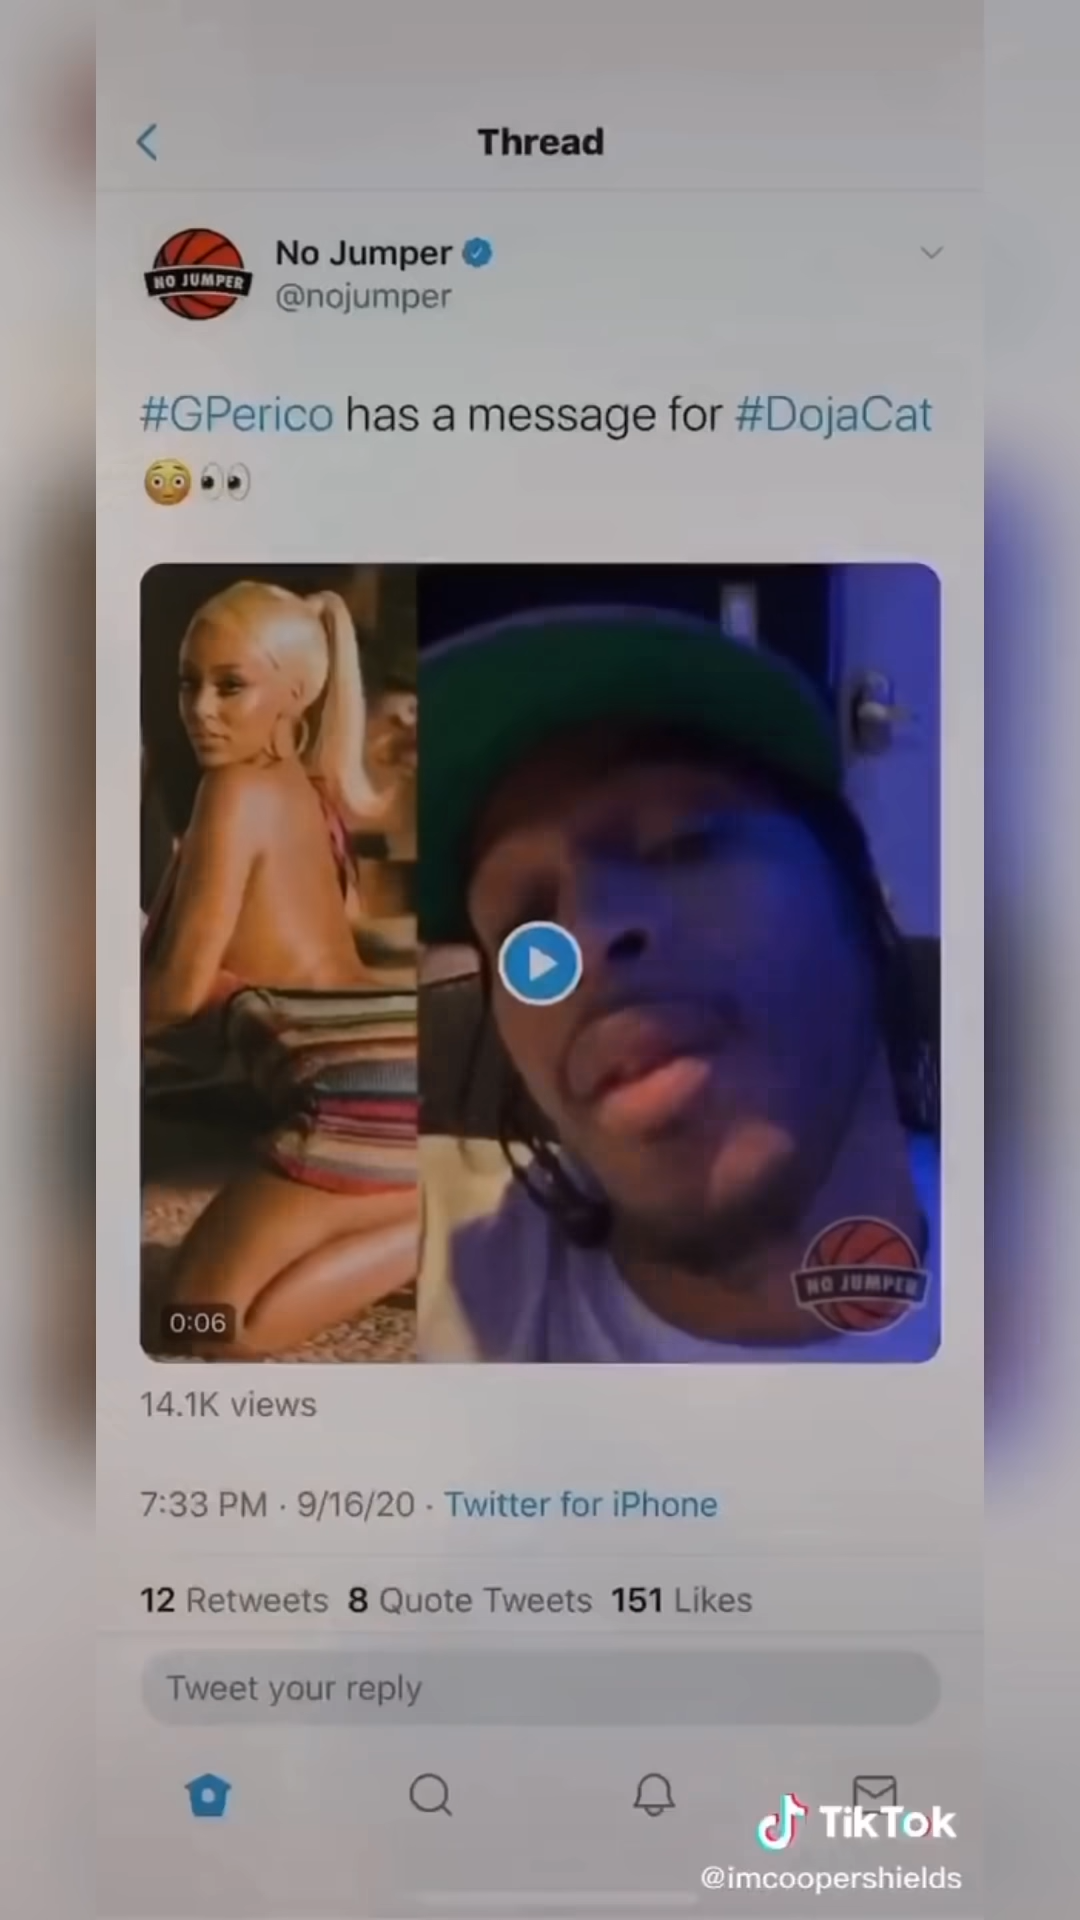 Thread
No Jumper
NO JUMPER
@nojumper
#GPerico has a message for #DojaCat
😳👀
NO JUMPER
0:06
14.1K views
7:33 PM · 9/16/20 · Twitter for iPhone
12 Retweets 8 Quote Tweets 151 Likes
Tweet your reply
TikTok
@imcoopershields